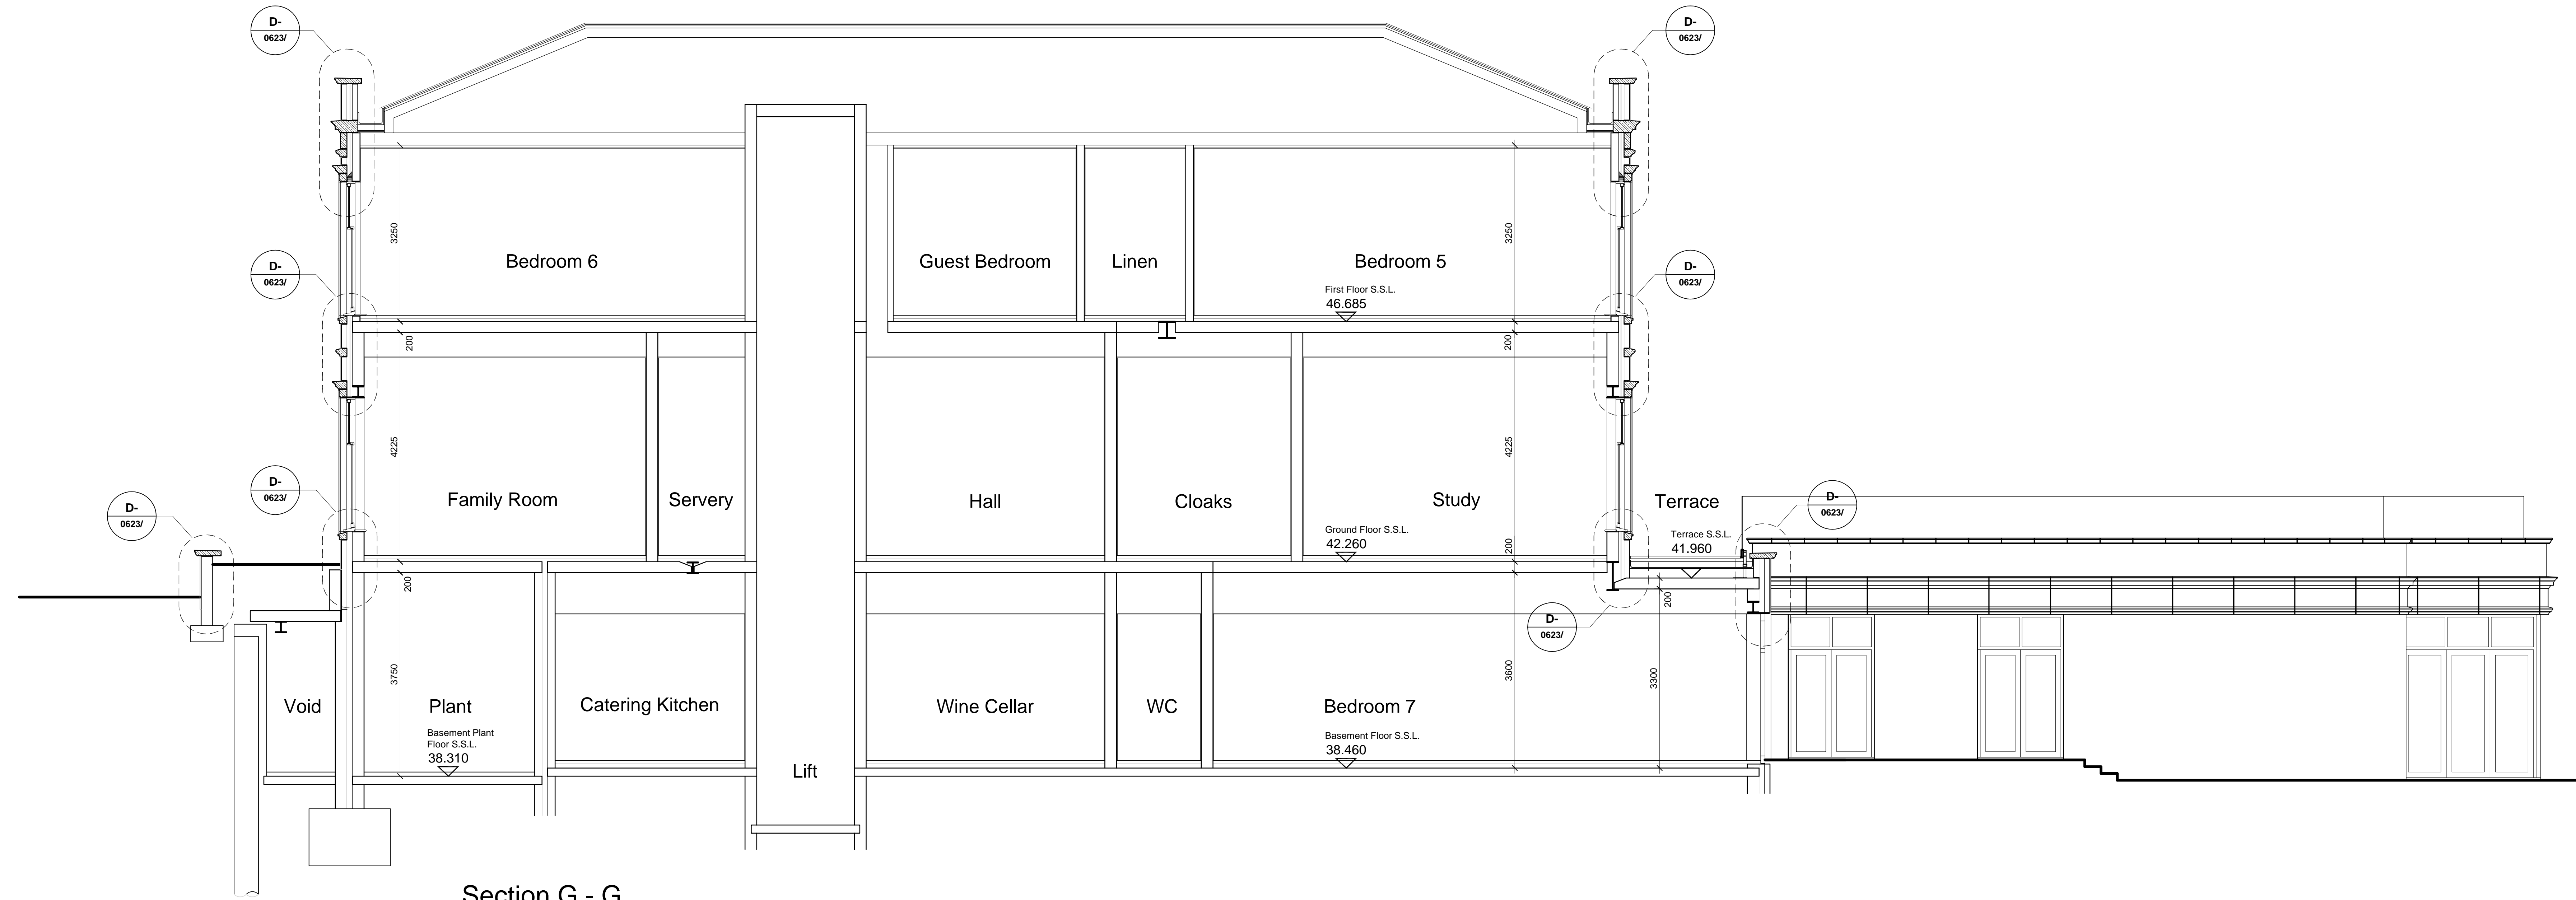 D-
0623/
D-
0623/
3250
3250
Bedroom 6
Guest Bedroom
Linen
Bedroom 5
D-
0623/
D-
0623/
First Floor S.S.L.
46.685
200
200
4225
4225
Family Room
Servery
Hall
Cloaks
Study
Terrace
D-
0623/
D-
0623/
D-
0623/
Ground Floor S.S.L.
42.260
200
Terrace S.S.L.
41.960
200
200
D-
0623/
3750
3600
3300
Void
Plant
Catering Kitchen
Wine Cellar
WC
Bedroom 7
Basement Plant
Floor S.S.L.
38.310
Basement Floor S.S.L.
38.460
Lift
Section G - G